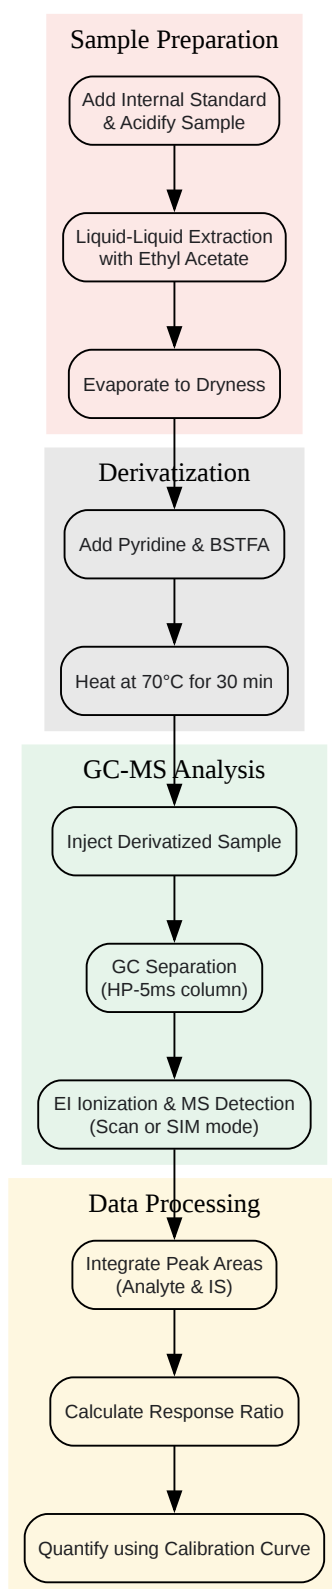 Sample Preparation
Add Internal Standard
& Acidify Sample
Liquid-Liquid Extraction
with Ethyl Acetate
Evaporate to Dryness
Derivatization
Add Pyridine & BSTFA
Heat at 70°C for 30 min
GC-MS Analysis
Inject Derivatized Sample
GC Separation
(HP-5ms column)
EI Ionization & MS Detection
(Scan or SIM mode)
Data Processing
Integrate Peak Areas
(Analyte & IS)
Calculate Response Ratio
Quantify using Calibration Curve